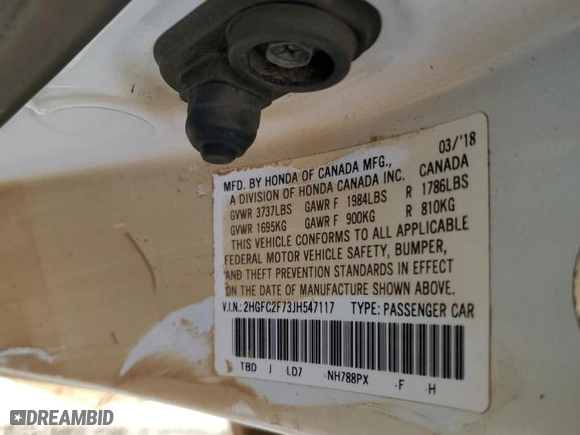 03/'18
MFD. BY HONDA OF CANADA MFG.,
A DIVISION OF HONDA CANADA INC. CANADA
GVWR 3737LBS GAWR F 1984LBS R 1786LBS
GVWR 1695KG GAWR F 900KG R 810KG
THIS VEHICLE CONFORMS TO ALL APPLICABLE
FEDERAL MOTOR VEHICLE SAFETY, BUMPER,
AND THEFT PREVENTION STANDARDS IN EFFECT
ON THE DATE OF MANUFACTURE SHOWN ABOVE.
V.I.N.: 2HGFC2F73JH547117 TYPE: PASSENGER CAR
TBD J -LD7 -NH788PX -F -H
DREAMBID